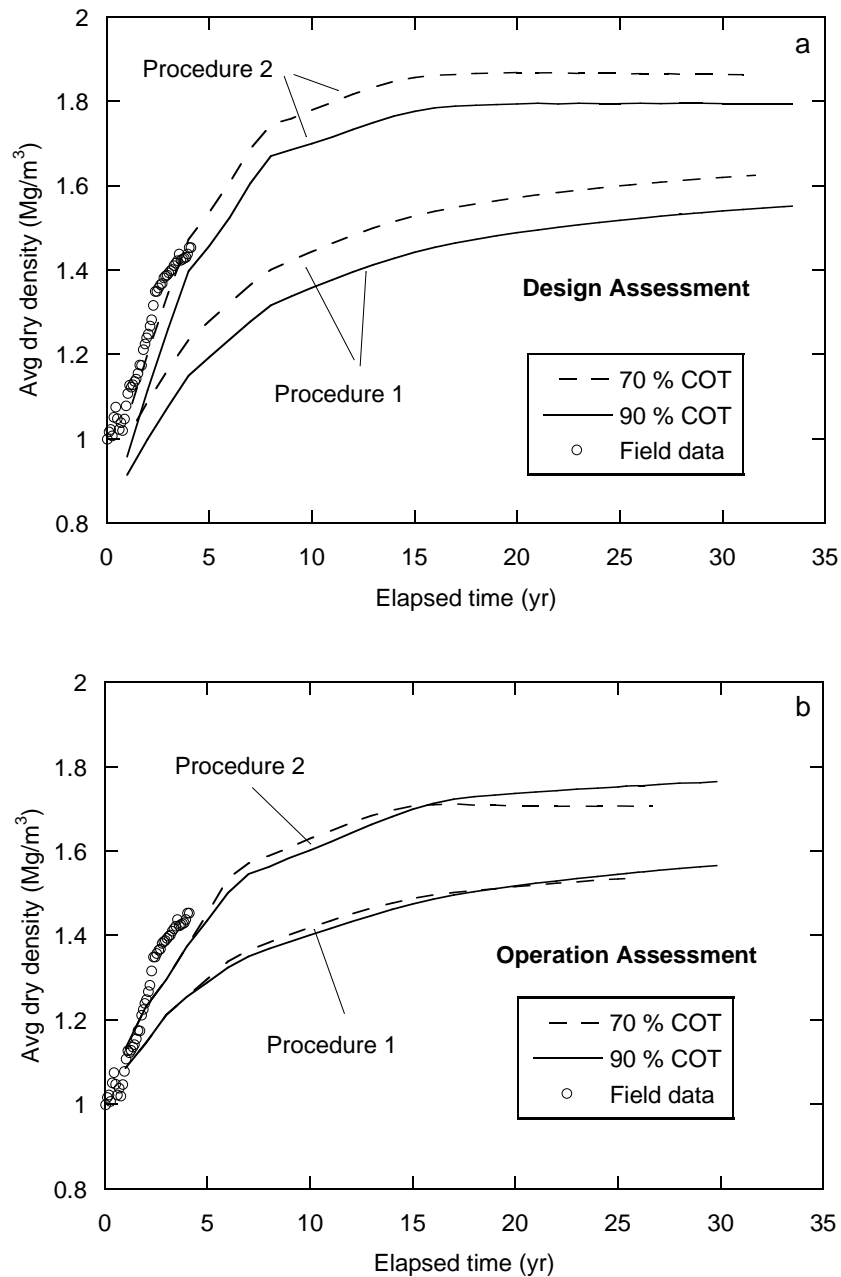 a
2
1.8
1.6
1.4
1.2
1
0.8
Avg dry density (Mg/m³)
Procedure 2
Procedure 1
Design Assessment
70 % COT
90 % COT
Field data
0 5 10 15 20 25 30 35
Elapsed time (yr)
b
2
1.8
1.6
1.4
1.2
1
0.8
Avg dry density (Mg/m³)
Procedure 2
Procedure 1
Operation Assessment
70 % COT
90 % COT
Field data
0 5 10 15 20 25 30 35
Elapsed time (yr)